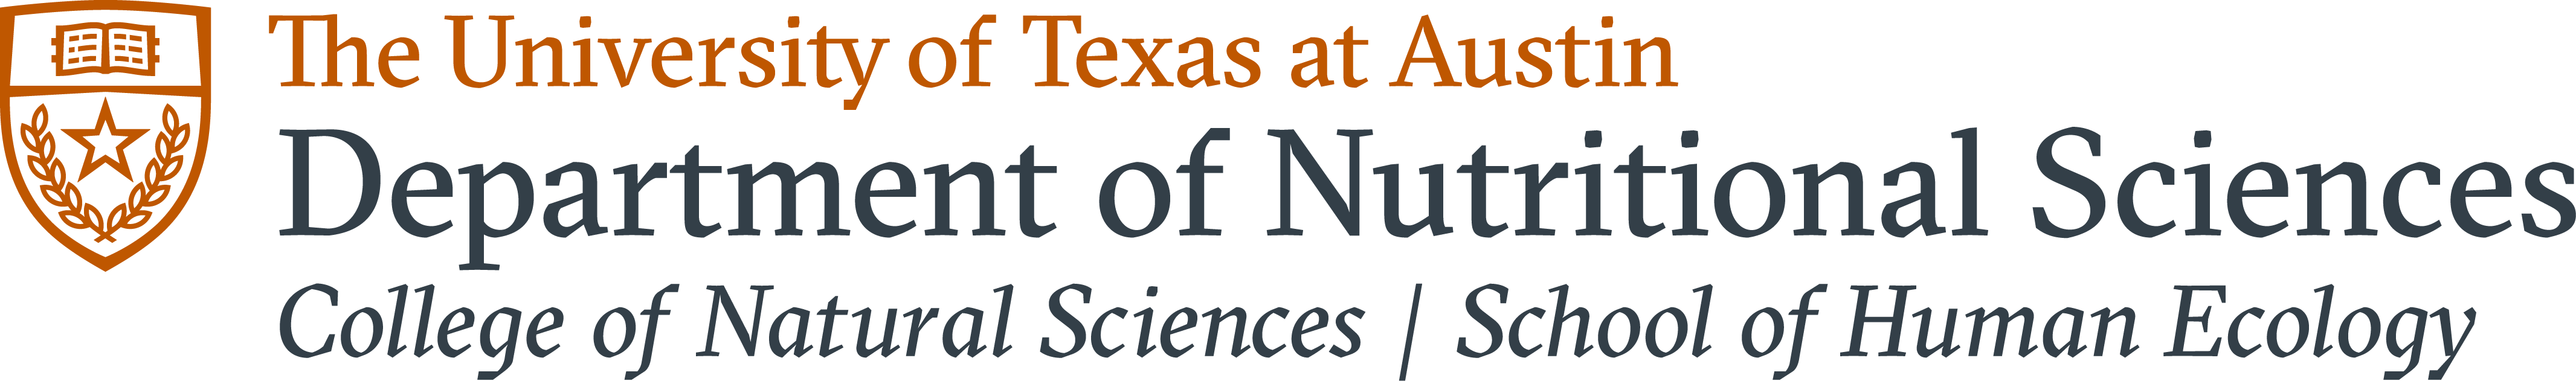 The University of Texas at Austin
Department of Nutritional Sciences
College of Natural Sciences | School of Human Ecology